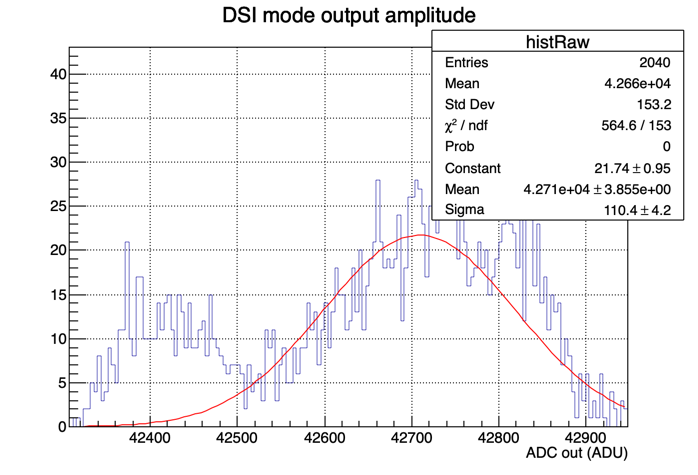 DSI mode output amplitude
histRaw
Entries 2040
Mean 4.266e+04
Std Dev 153.2
χ² / ndf 564.6 / 153
Prob 0
Constant 21.74 ± 0.95
Mean 4.271e+04 ± 3.855e+00
Sigma 110.4 ± 4.2
40
35
30
25
20
15
10
5
0
42400 42500 42600 42700 42800 42900
ADC out (ADU)